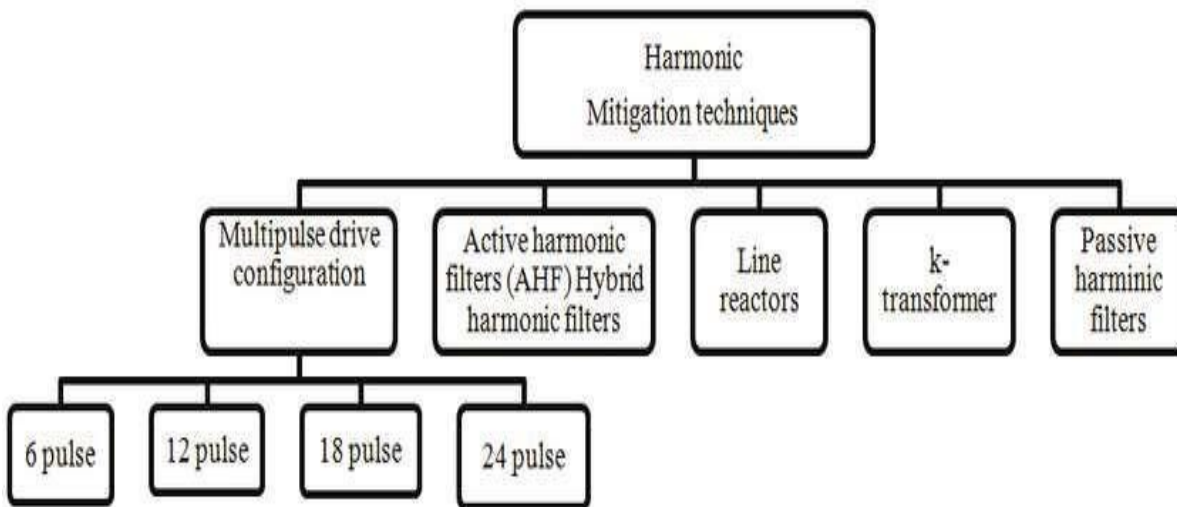 Harmonic
Mitigation techniques
Multipulse drive
configuration
Active harmonic
filters (AHF) Hybrid
harmonic filters
Line
reactors
k-
transformer
Passive
harminic
filters
6 pulse
12 pulse
18 pulse
24 pulse